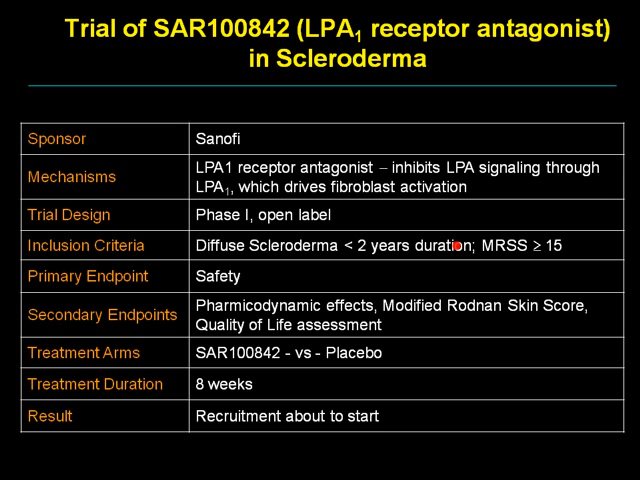 Trial of SAR100842 (LPA1 receptor antagonist)
in Scleroderma
Sponsor Sanofi
Mechanisms LPA1 receptor antagonist – inhibits LPA signaling through
LPA1, which drives fibroblast activation
Trial Design Phase I, open label
Inclusion Criteria Diffuse Scleroderma < 2 years duration; MRSS ≥ 15
Primary Endpoint Safety
Secondary Endpoints Pharmicodynamic effects, Modified Rodnan Skin Score,
Quality of Life assessment
Treatment Arms SAR100842 - vs - Placebo
Treatment Duration 8 weeks
Result Recruitment about to start